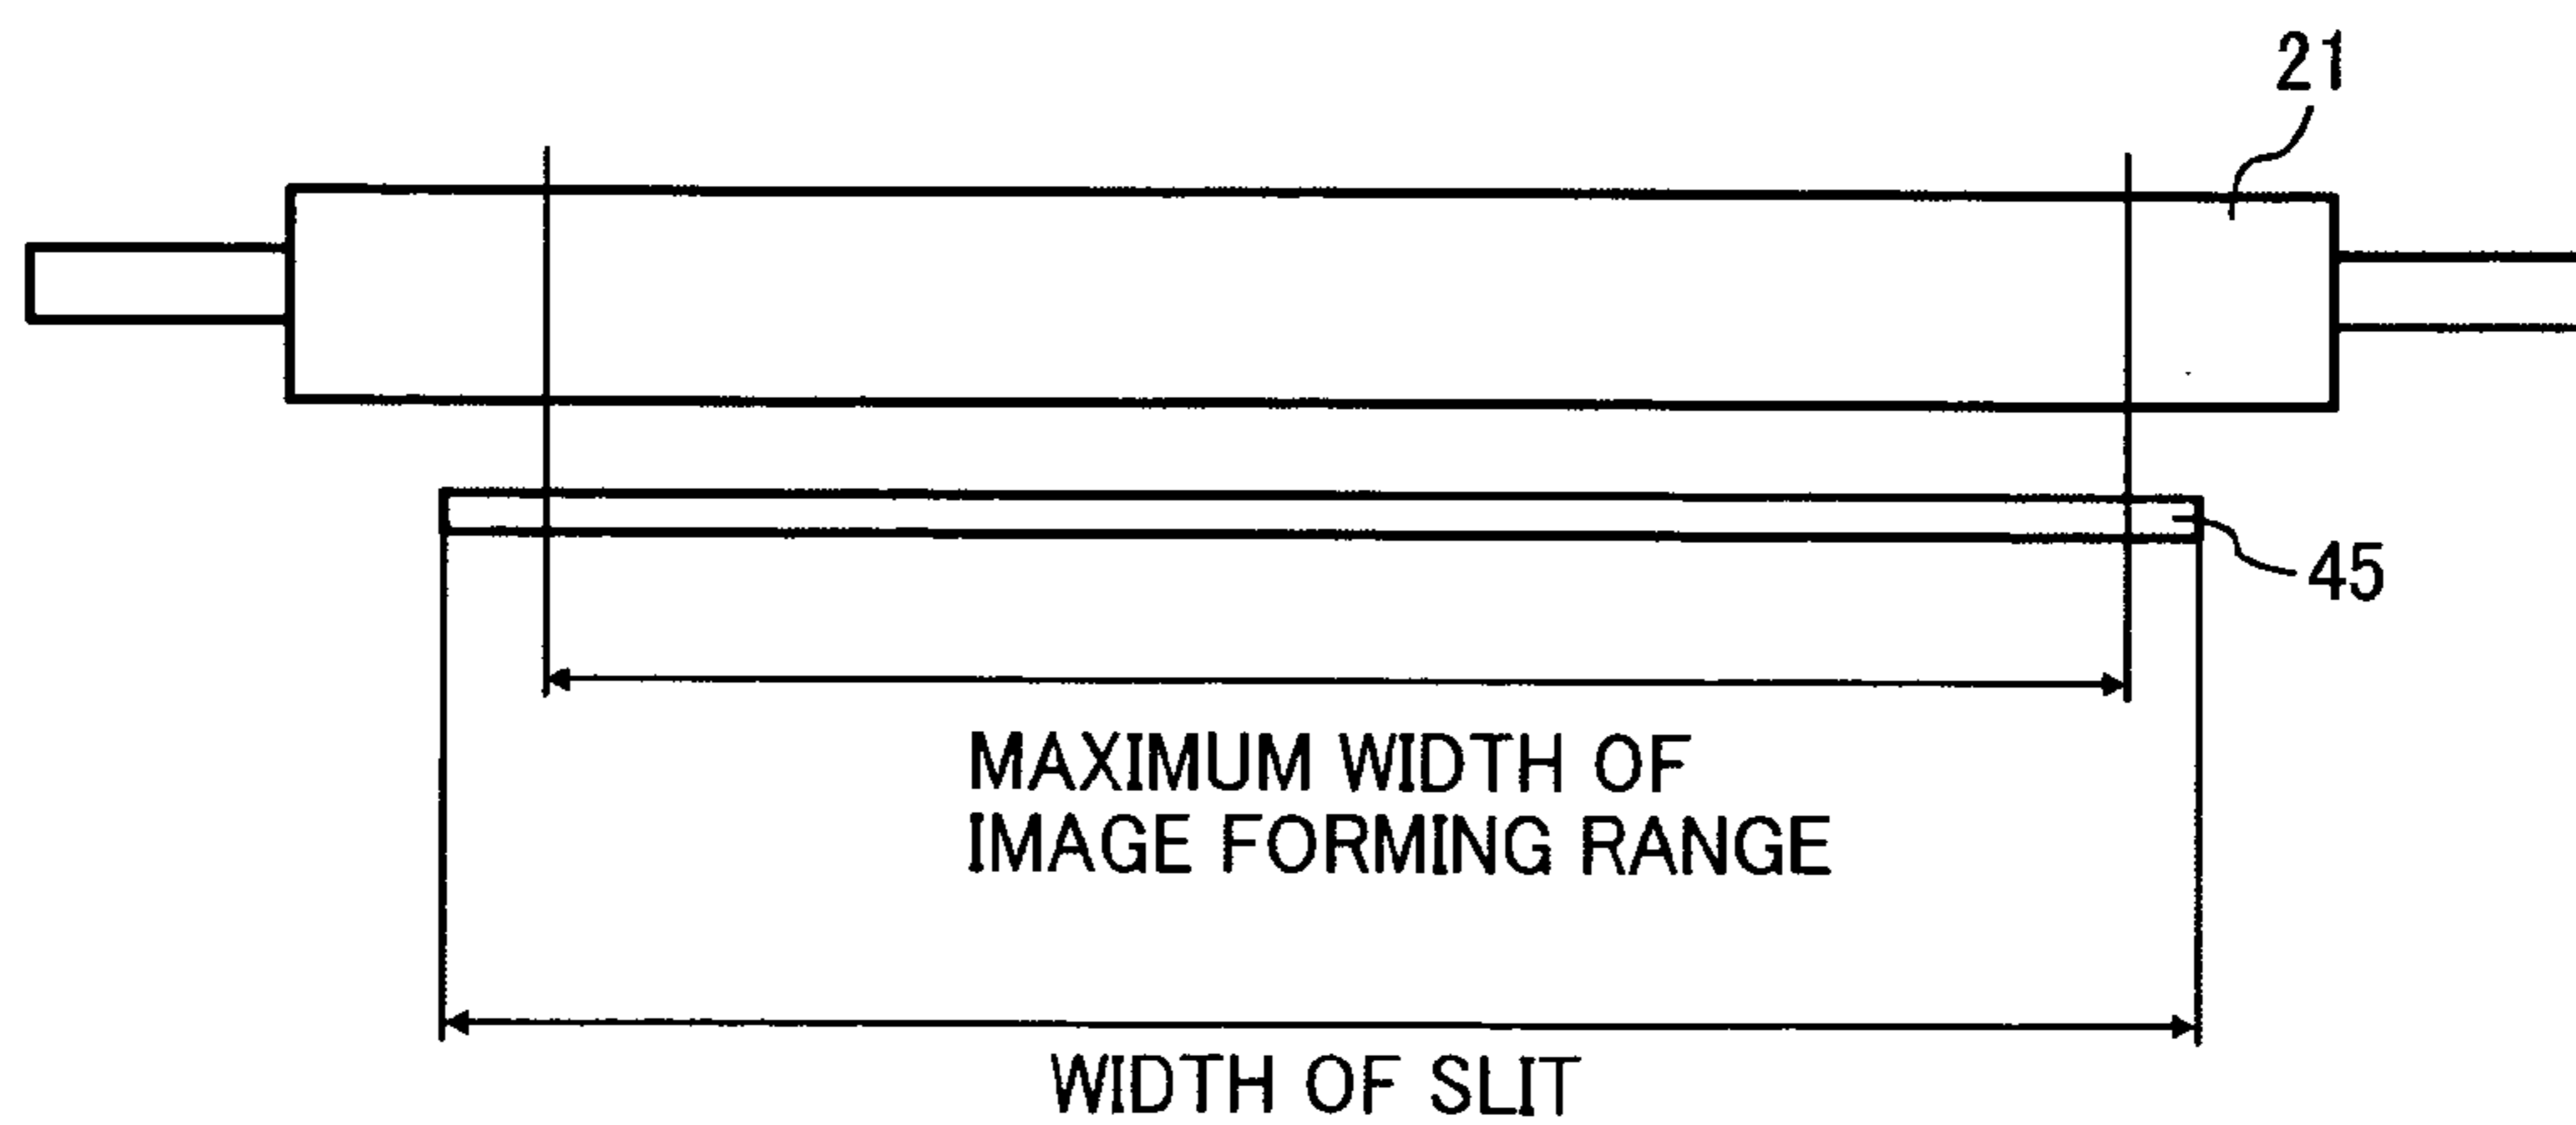 21
45
MAXIMUM WIDTH OF
IMAGE FORMING RANGE
WIDTH OF SLIT